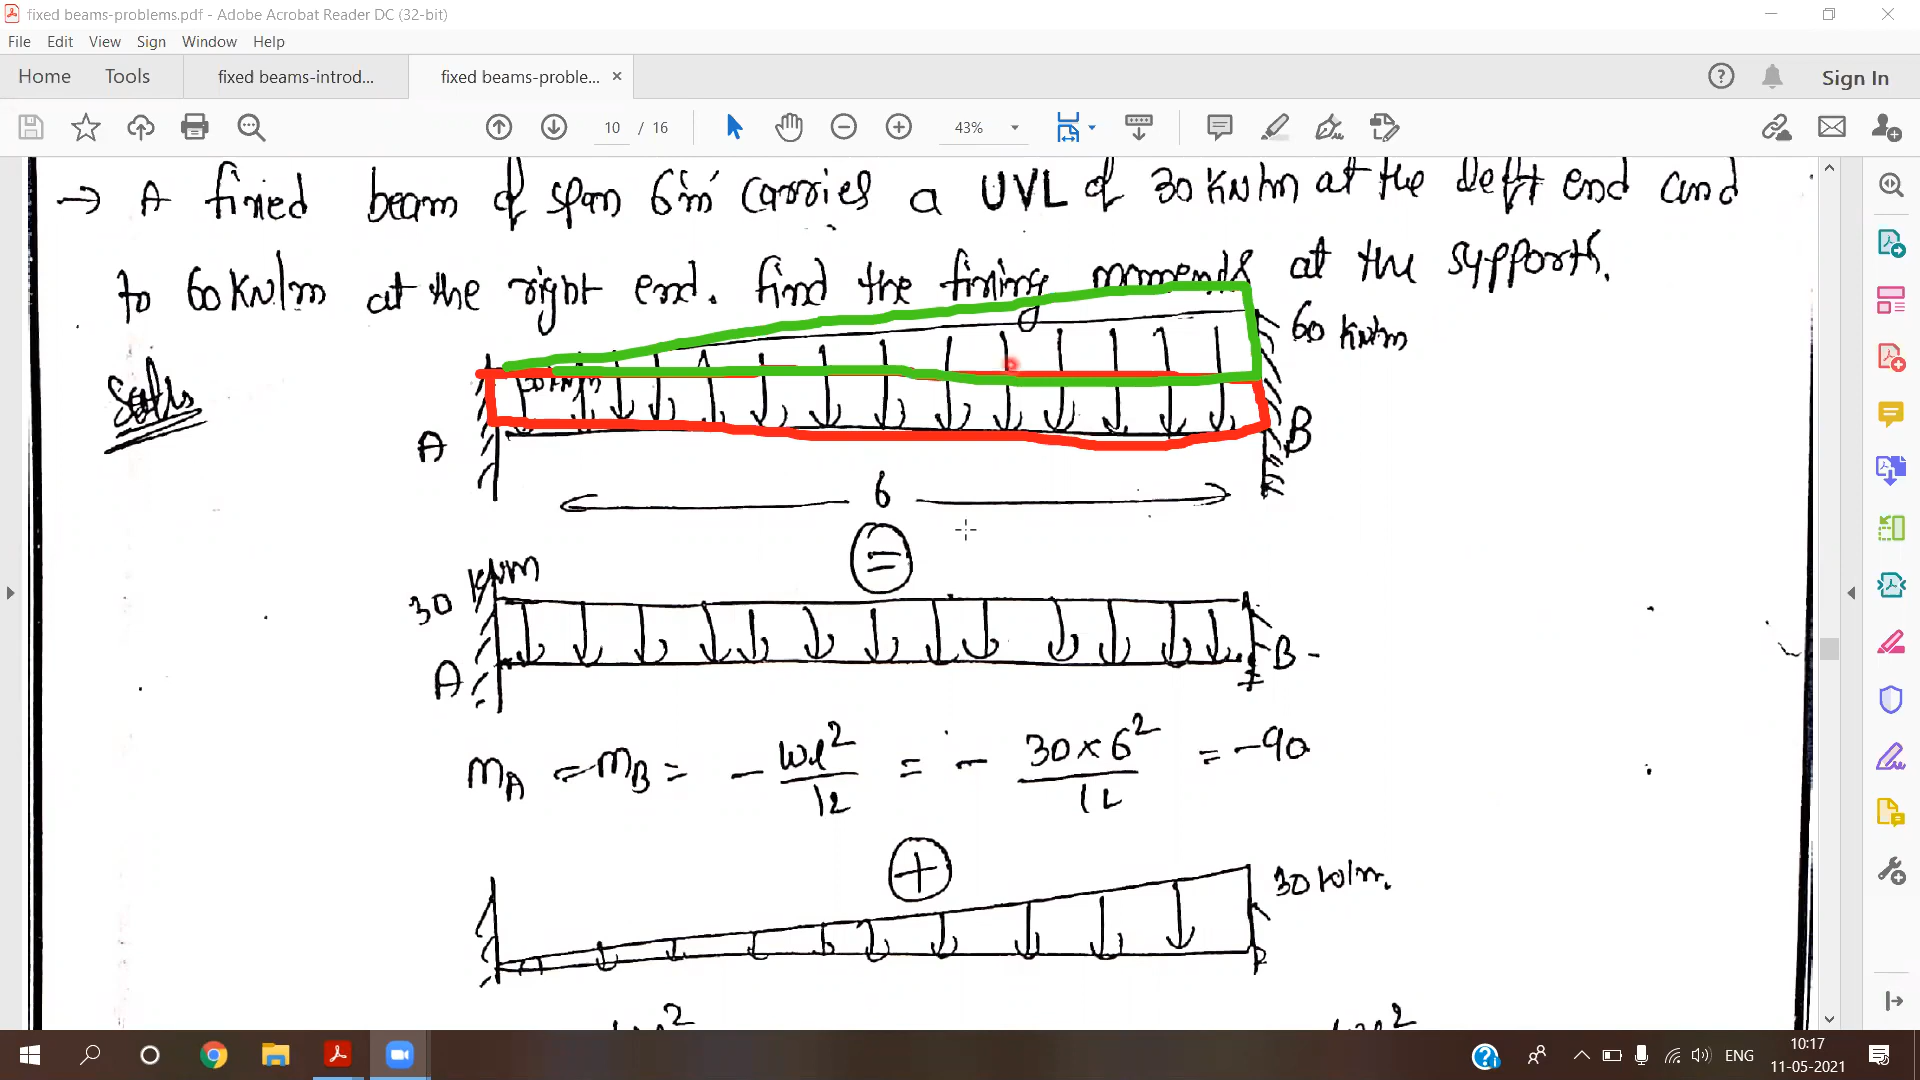 fixed beams-problems.pdf - Adobe Acrobat Reader DC (32-bit)
File Edit View Sign Window Help
Home Tools fixed beams-introd... fixed beams-proble... ×
10 / 16 43%
Sign In
→ A fixed beam of span 6m carries a UVL of 30 KN/m at the left end and
to 60 KN/m at the right end. find the fixing moments at the supports.
60 KN/m
Soln
30 KN/m
A B
6
=
30 KN/m
A B
mA = mB = - wl²/12 = - 30×6²/12 = -90
+
30 KN/m.
B
10:17
ENG
11-05-2021